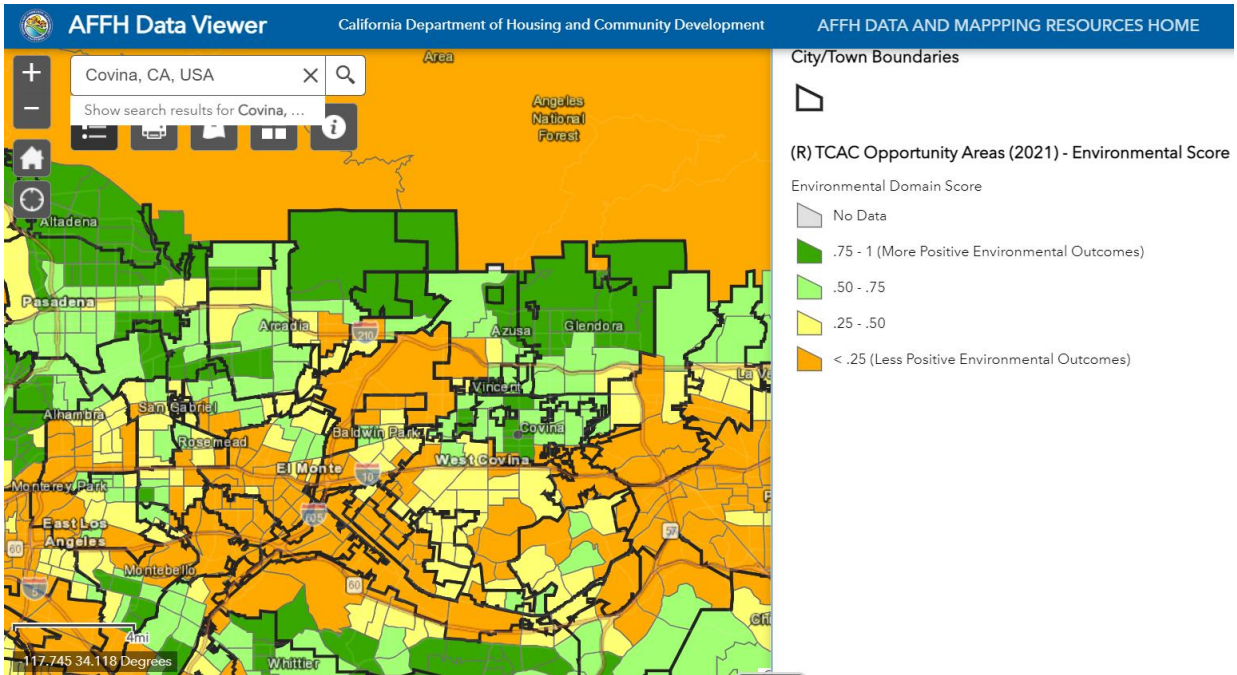 AFFH Data Viewer
California Department of Housing and Community Development
AFFH DATA AND MAPPPING RESOURCES HOME
+
−
Covina, CA, USA
Show search results for Covina, ...
i
Area
Angeles
National
Forest
Altadena
Pasadena
Arcadia
210
Azusa
Glendora
La Ve
Vincent
Alhambra
San Gabriel
Rosemead
Baldwin Park
Covina
El Monte
West Covina
10
Monterey Park
605
East Los
Angeles
60
57
Montebello
5
60
4mi
-117.745 34.118 Degrees
Whittier
City/Town Boundaries
(R) TCAC Opportunity Areas (2021) - Environmental Score
Environmental Domain Score
No Data
.75 - 1 (More Positive Environmental Outcomes)
.50 - .75
.25 - .50
< .25 (Less Positive Environmental Outcomes)